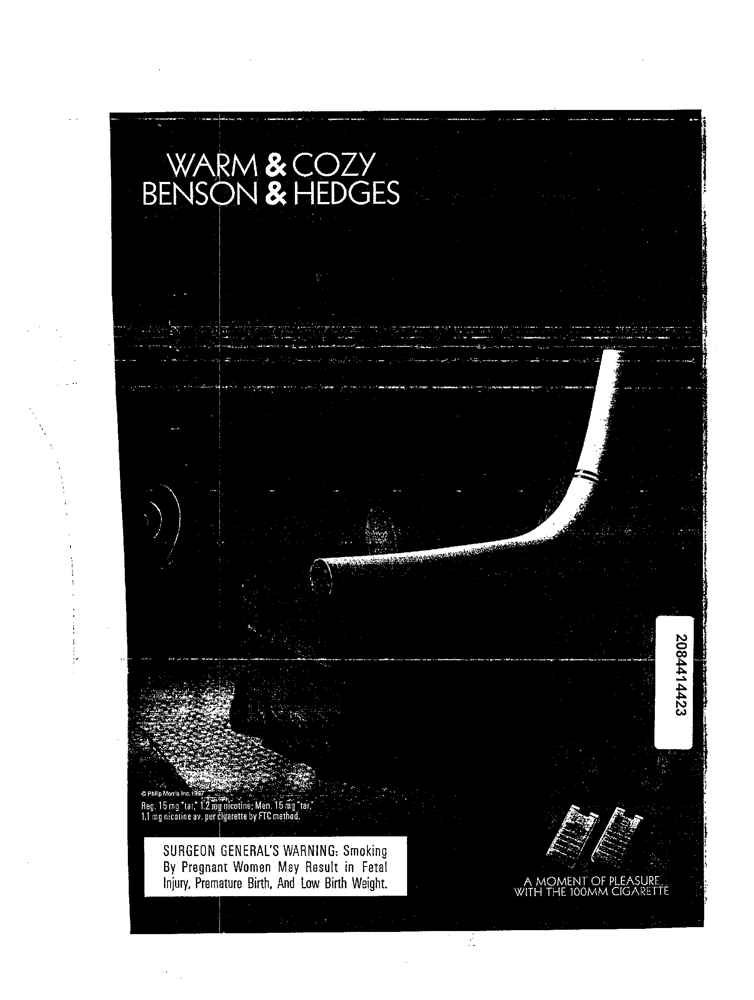 WARM & COZY
BENSON & HEDGES
2084414423
© Philip Morris Inc. 1997
Reg. 15 mg "tar," 1.2 mg nicotine; Men. 15 mg "tar,"
1.1 mg nicotine av. per cigarette by FTC method.
SURGEON GENERAL'S WARNING: Smoking
By Pregnant Women May Result in Fetal
Injury, Premature Birth, And Low Birth Weight.
A MOMENT OF PLEASURE
WITH THE 100MM CIGARETTE